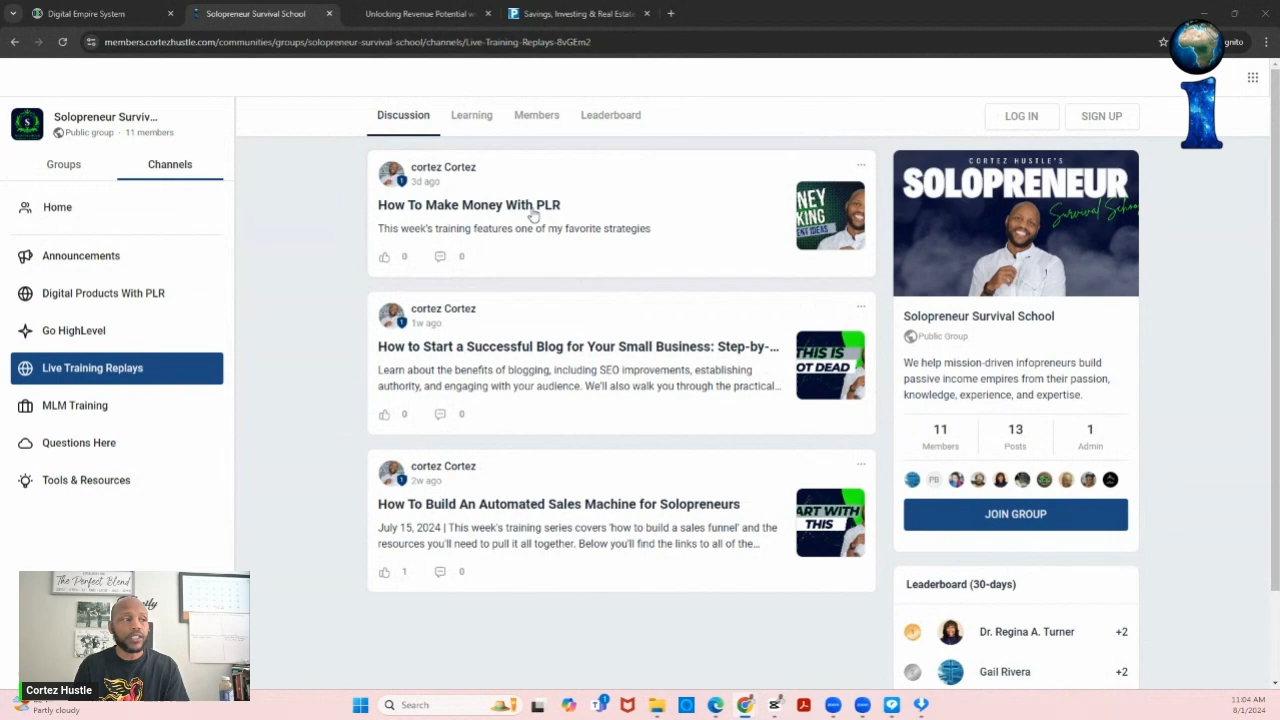 Digital Empire System
Solopreneur Survival School
Unlocking Revenue Potential w
Savings, Investing & Real Estate
members.cortezhustle.com/communities/groups/solopreneur-survival-school/channels/Live-Training-Replays-8vGEm2
gnito
Solopreneur Surviv...
Public group · 11 members
Groups
Channels
Home
Announcements
Digital Products With PLR
Go HighLevel
Live Training Replays
MLM Training
Questions Here
Tools & Resources
Discussion
Learning
Members
Leaderboard
LOG IN
SIGN UP
cortez Cortez
3d ago
How To Make Money With PLR
This week's training features one of my favorite strategies
0
0
NEY
KING
ENT IDEAS
cortez Cortez
1w ago
How to Start a Successful Blog for Your Small Business: Step-by-...
Learn about the benefits of blogging, including SEO improvements, establishing
authority, and engaging with your audience. We'll also walk you through the practical...
0
0
THIS IS
OT DEAD
cortez Cortez
2w ago
How To Build An Automated Sales Machine for Solopreneurs
July 15, 2024 | This week's training series covers 'how to build a sales funnel' and the
resources you'll need to pull it all together. Below you'll find the links to all of the...
1
0
ART WITH
THIS
CORTEZ HUSTLE'S
SOLOPRENEUR
Survival School
Solopreneur Survival School
Public Group
We help mission-driven infopreneurs build
passive income empires from their passion,
knowledge, experience, and expertise.
11
Members
13
Posts
1
Admin
PB
JOIN GROUP
Leaderboard (30-days)
Dr. Regina A. Turner
+2
Gail Rivera
+2
The Perfect Blend
Cortez Hustle
Partly cloudy
Search
11:04 AM
8/1/2024